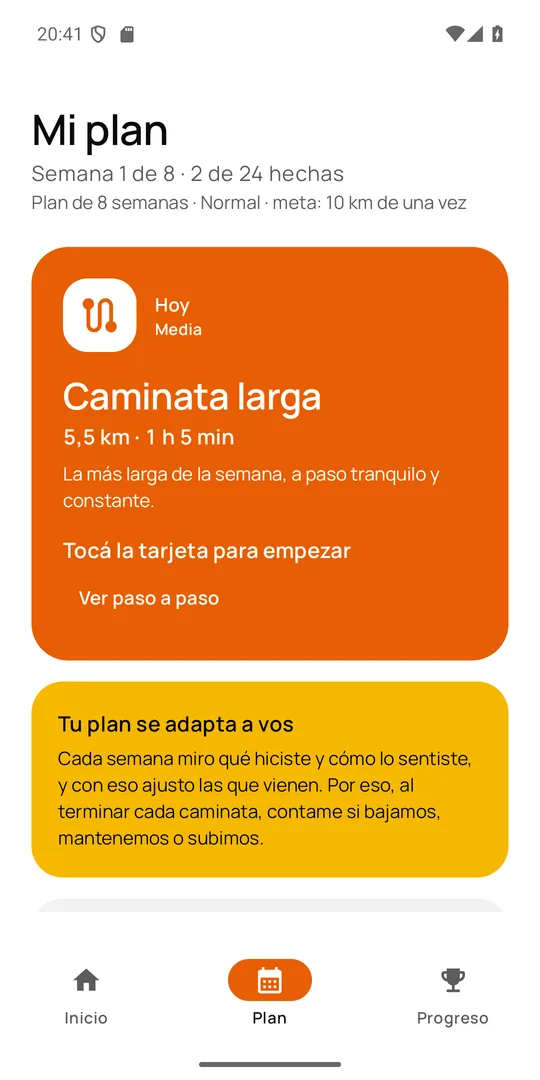 20:41
Mi plan
Semana 1 de 8 · 2 de 24 hechas
Plan de 8 semanas · Normal · meta: 10 km de una vez
Hoy
Media
Caminata larga
5,5 km · 1 h 5 min
La más larga de la semana, a paso tranquilo y
constante.
Tocá la tarjeta para empezar
Ver paso a paso
Tu plan se adapta a vos
Cada semana miro qué hiciste y cómo lo sentiste,
y con eso ajusto las que vienen. Por eso, al
terminar cada caminata, contame si bajamos,
mantenemos o subimos.
Inicio
Plan
Progreso